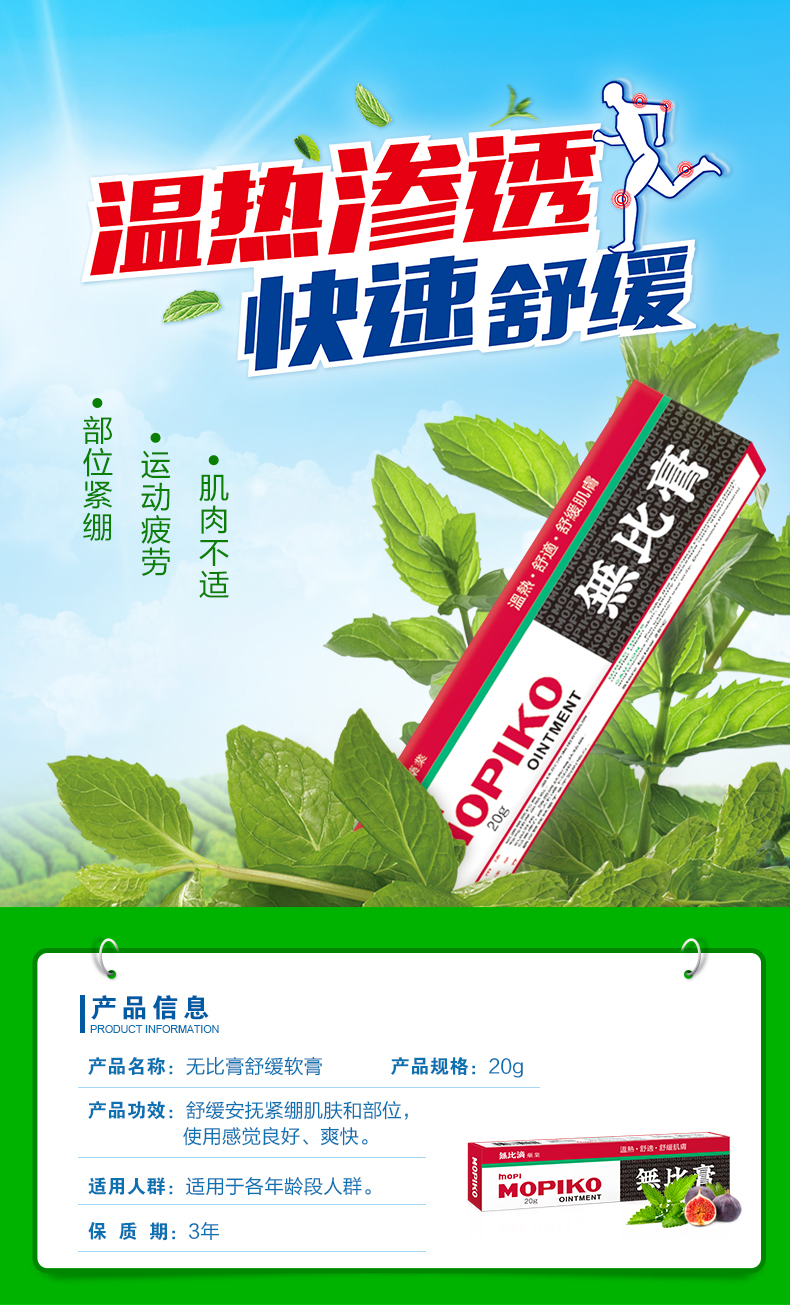 温热渗透
快速舒缓
•部位紧绷
•运动疲劳
•肌肉不适
溫熱·舒適·舒緩肌膚
無比膏
MOPIKO
OINTMENT
20g
产品信息
PRODUCT INFORMATION
产品名称：无比膏舒缓软膏
产品规格：20g
产品功效：舒缓安抚紧绷肌肤和部位，
使用感觉良好、爽快。
适用人群：适用于各年龄段人群。
保 质 期：3年
MOPIKO
無比滴 藥業
溫熱·舒適·舒緩肌膚
mopi
MOPIKO
20g
OINTMENT
無比膏